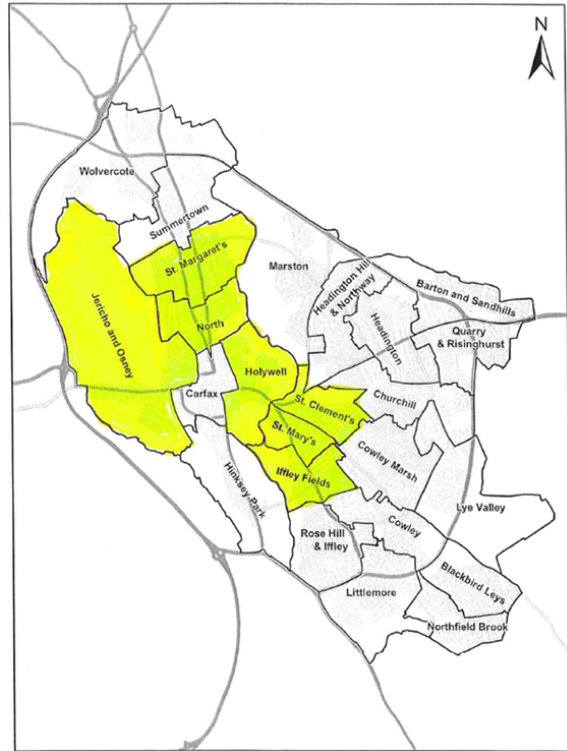 N
Wolvercote
Summertown
St. Margaret's
Marston
Headington Hill
& Northway
Barton and Sandhills
Jericho and Osney
North
Headington
Quarry
& Risinghurst
Holywell
Carfax
St. Clement's
Churchill
St. Mary's
Cowley Marsh
Iffley Fields
Hinksey Park
Lye Valley
Rose Hill
& Iffley
Cowley
Blackbird Leys
Littlemore
Northfield Brook